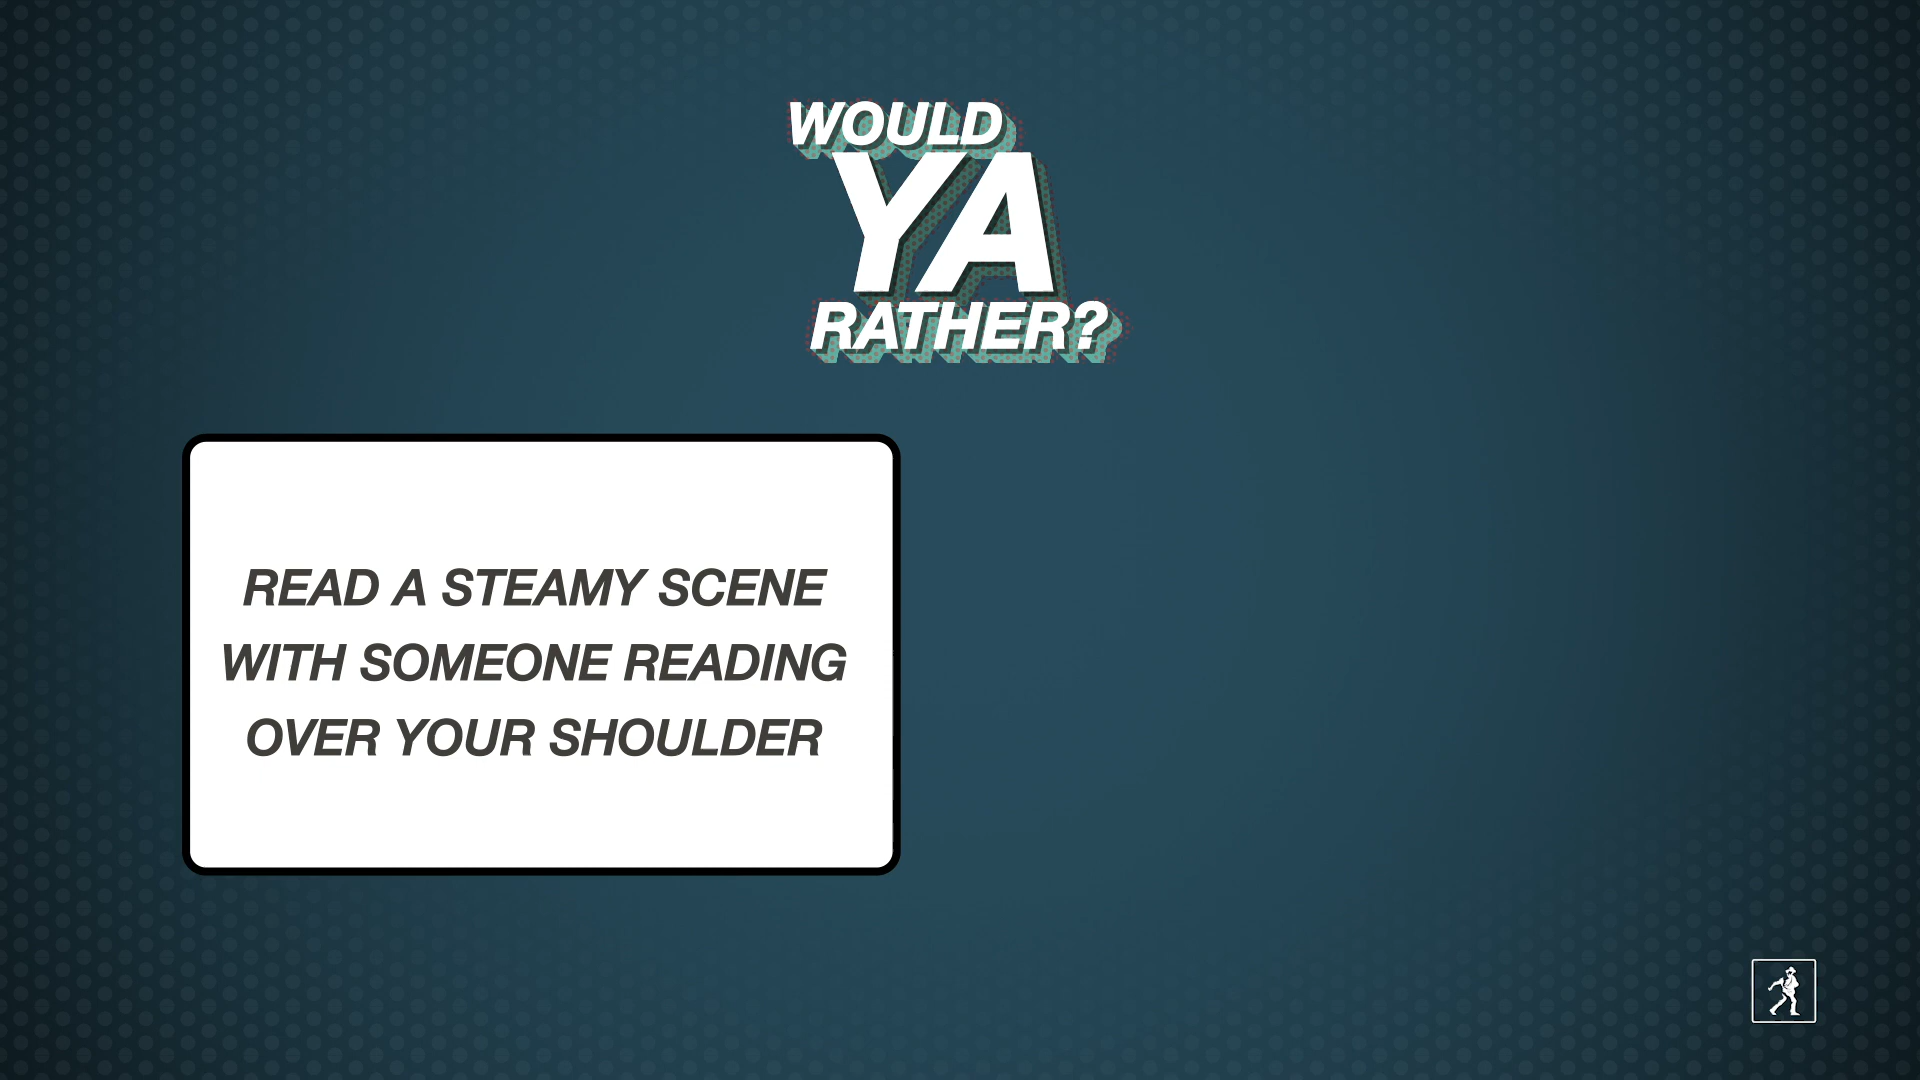 WOULD
YA
RATHER?
READ A STEAMY SCENE
WITH SOMEONE READING
OVER YOUR SHOULDER